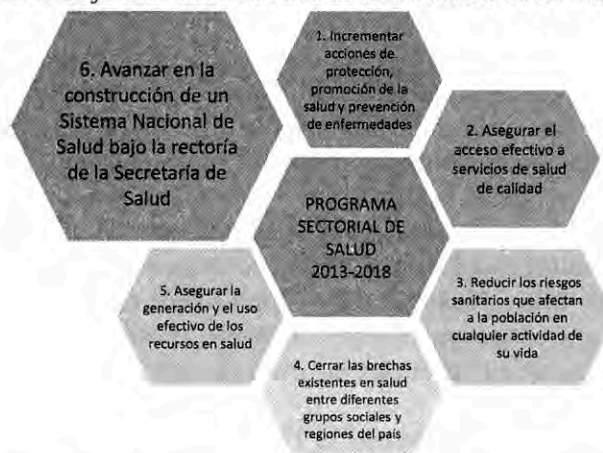 1. Incrementar
acciones de
protección,
promoción de la
salud y prevención
de enfermedades
2. Asegurar el
acceso efectivo a
servicios de salud
de calidad
3. Reducir los riesgos
sanitarios que afectan
a la población en
cualquier actividad de
su vida
4. Cerrar las brechas
existentes en salud
entre diferentes
grupos sociales y
regiones del país
5. Asegurar la
generación y el uso
efectivo de los
recursos en salud
6. Avanzar en la
construcción de un
Sistema Nacional de
Salud bajo la rectoría
de la Secretaría de
Salud
PROGRAMA
SECTORIAL DE
SALUD
2013-2018